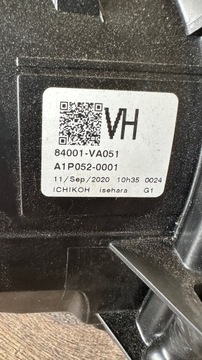 VH
84001-VA051
A1P052-0001
11/Sep/2020 10h35 0024
ICHIKOH isehara G1